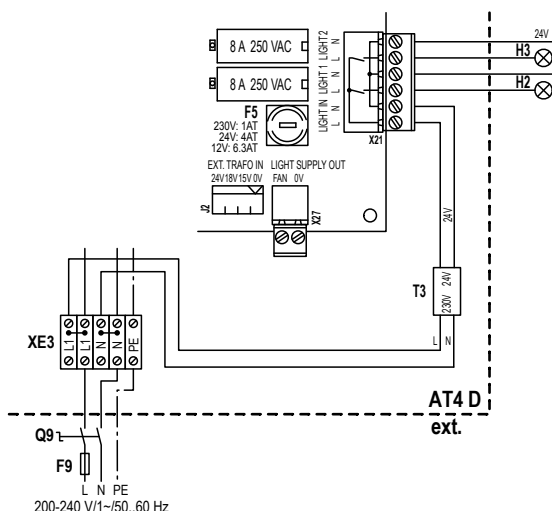 8 A 250 VAC
8 A 250 VAC
F5
230V: 1AT
24V: 4AT
12V: 6.3AT
LIGHT 2
N
L
LIGHT 1
N
L
LIGHT IN
N
L
X21
24V
H3
H2
EXT. TRAFO IN
24V 18V 15V 0V
J2
LIGHT SUPPLY OUT
FAN 0V
X27
24V
T3
230V 24V
L N
XE3
L1
L1
N
N
PE
AT4 D
ext.
Q9
F9
L N PE
200-240 V/1~/50..60 Hz